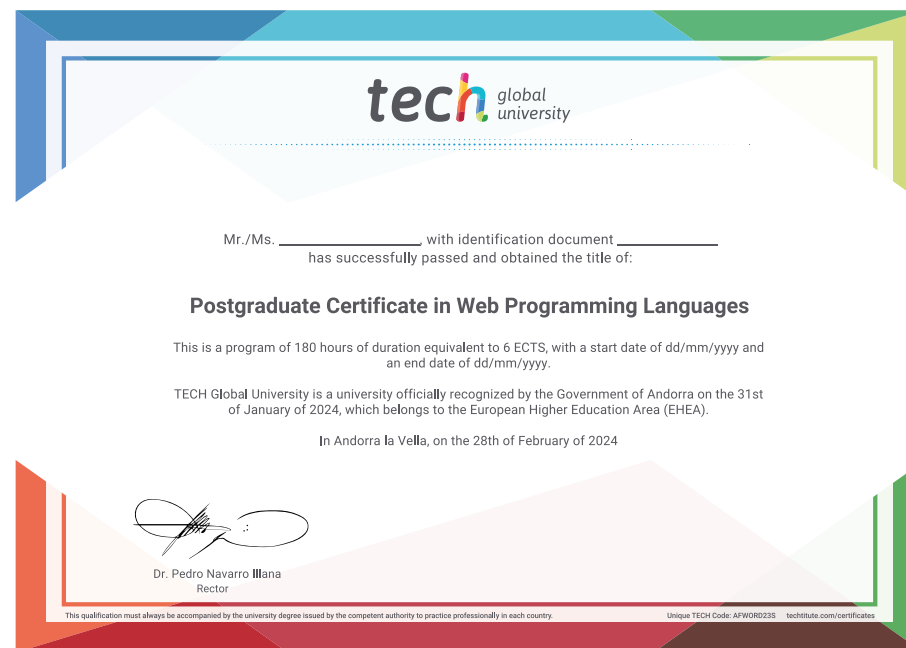 tech global
university
Mr./Ms. ________________, with identification document ____________
has successfully passed and obtained the title of:
Postgraduate Certificate in Web Programming Languages
This is a program of 180 hours of duration equivalent to 6 ECTS, with a start date of dd/mm/yyyy and
an end date of dd/mm/yyyy.
TECH Global University is a university officially recognized by the Government of Andorra on the 31st
of January of 2024, which belongs to the European Higher Education Area (EHEA).
In Andorra la Vella, on the 28th of February of 2024
Dr. Pedro Navarro Illana
Rector
This qualification must always be accompanied by the university degree issued by the competent authority to practice professionally in each country.
Unique TECH Code: AFWORD23S techtitute.com/certificates